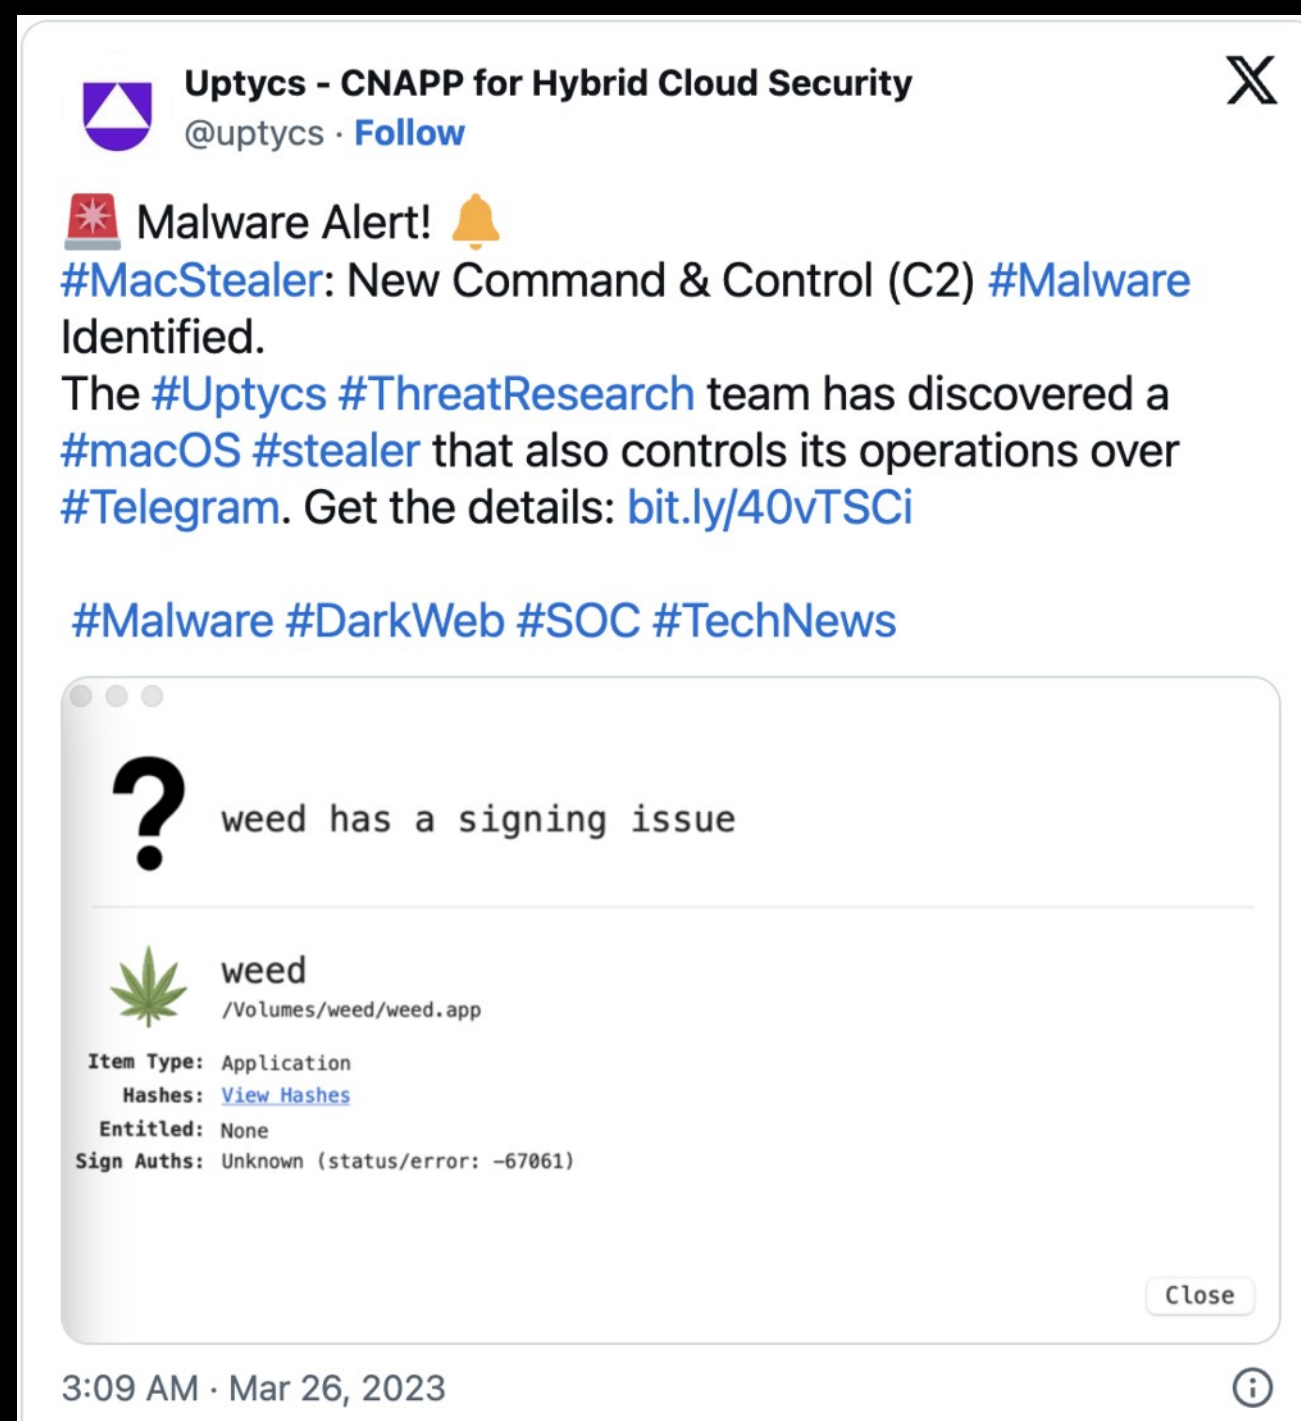 Uptycs - CNAPP for Hybrid Cloud Security
@uptycs · Follow
🚨 Malware Alert! 🔔
#MacStealer: New Command & Control (C2) #Malware
Identified.
The #Uptycs #ThreatResearch team has discovered a
#macOS #stealer that also controls its operations over
#Telegram. Get the details: bit.ly/40vTSCi
#Malware #DarkWeb #SOC #TechNews
? weed has a signing issue
weed
/Volumes/weed/weed.app
Item Type: Application
Hashes: View Hashes
Entitled: None
Sign Auths: Unknown (status/error: -67061)
Close
3:09 AM · Mar 26, 2023